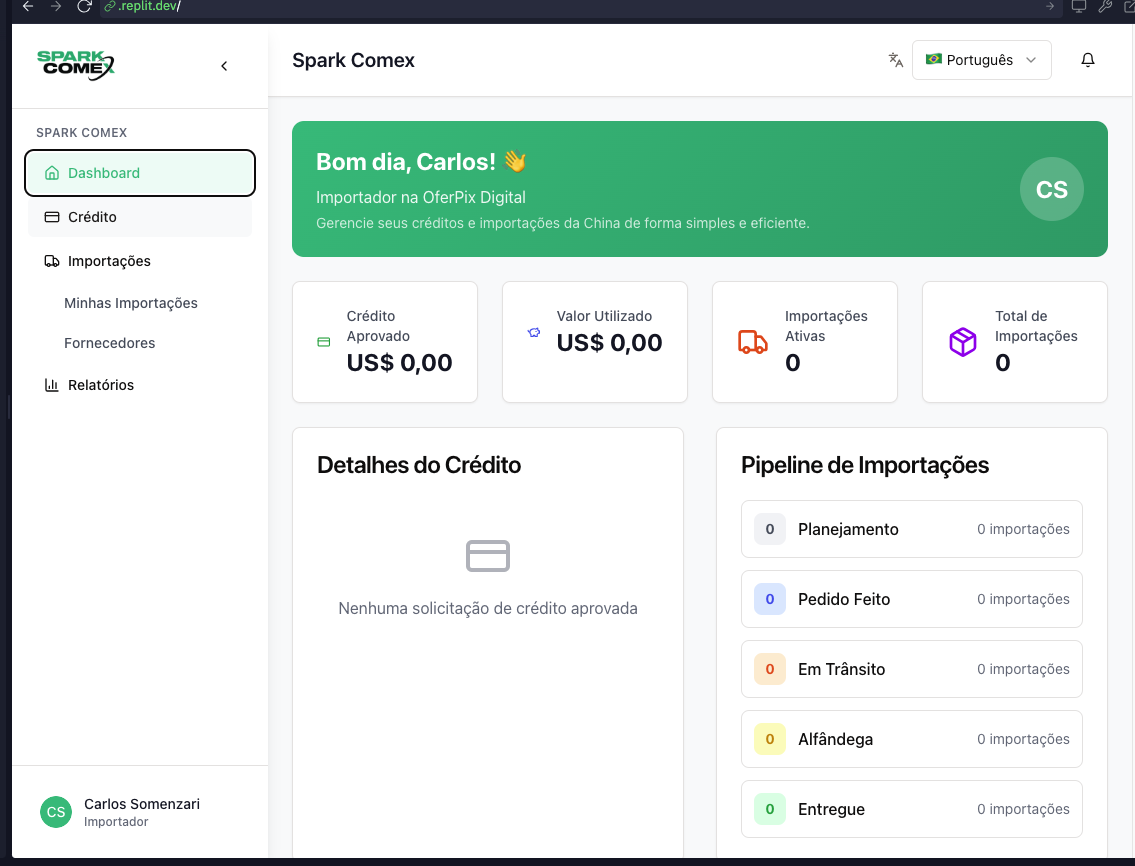 .replit.dev/
SPARK
COMEX
Spark Comex
Português
SPARK COMEX
Dashboard
Crédito
Importações
Minhas Importações
Fornecedores
Relatórios
CS
Carlos Somenzari
Importador
Bom dia, Carlos! 👋
Importador na OferPix Digital
Gerencie seus créditos e importações da China de forma simples e eficiente.
CS
Crédito
Aprovado
US$ 0,00
Valor Utilizado
US$ 0,00
Importações
Ativas
0
Total de
Importações
0
Detalhes do Crédito
Nenhuma solicitação de crédito aprovada
Pipeline de Importações
0 Planejamento 0 importações
0 Pedido Feito 0 importações
0 Em Trânsito 0 importações
0 Alfândega 0 importações
0 Entregue 0 importações